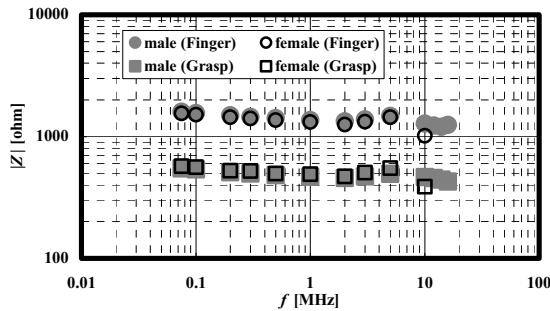 10000
male (Finger) female (Finger)
male (Grasp) female (Grasp)
|Z| [ohm]
1000
100
0.01 0.1 1 10 100
f [MHz]